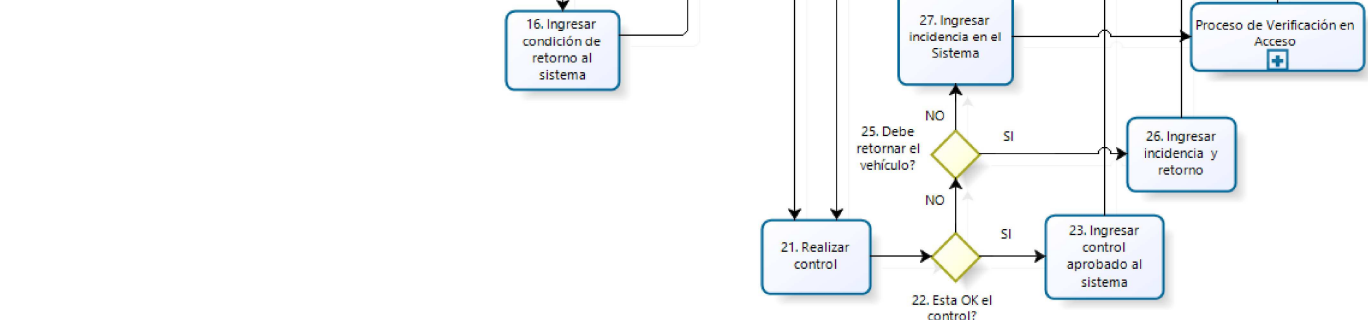 16. Ingresar
condición de
retorno al
sistema
27. Ingresar
incidencia en el
Sistema
Proceso de Verificación en
Acceso
NO
25. Debe
retornar el
vehículo?
SI
26. Ingresar
incidencia y
retorno
NO
21. Realizar
control
SI
23. Ingresar
control
aprobado al
sistema
22. Esta OK el
control?